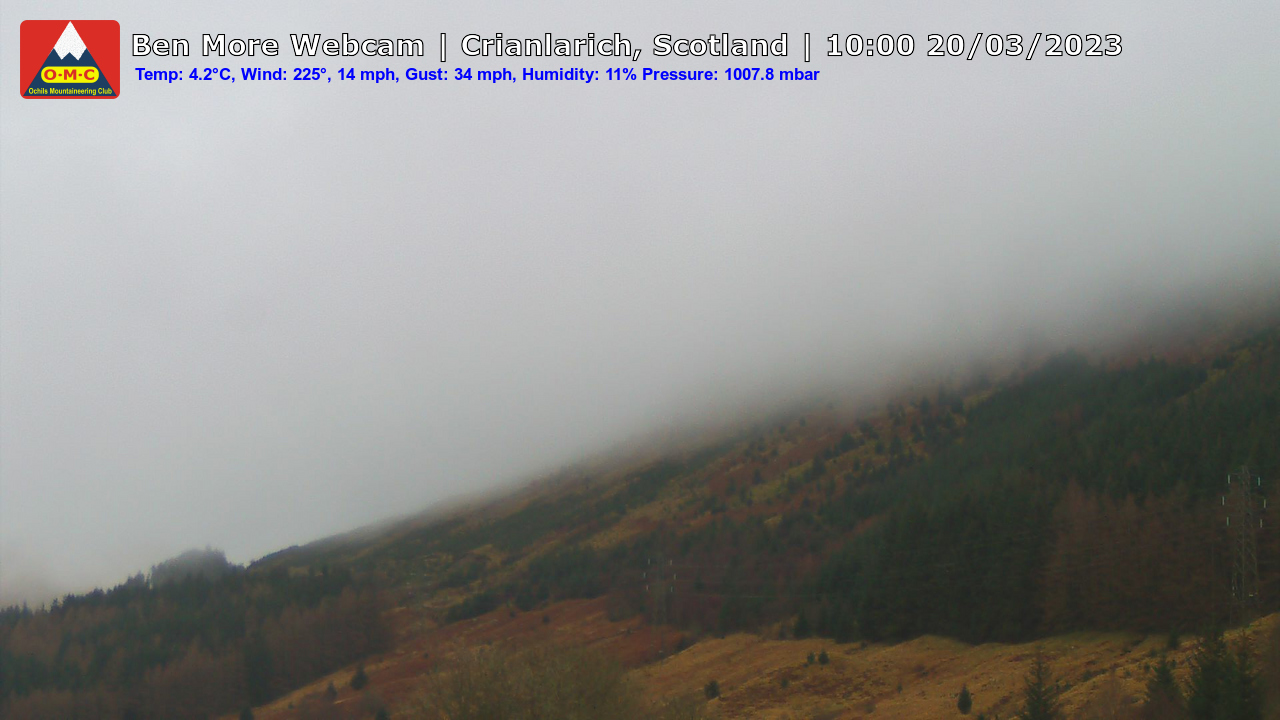 Ben More Webcam | Crianlarich, Scotland | 10:00 20/03/2023
Temp: 4.2°C, Wind: 225°, 14 mph, Gust: 34 mph, Humidity: 11% Pressure: 1007.8 mbar
O-M-C
Ochils Mountaineering Club